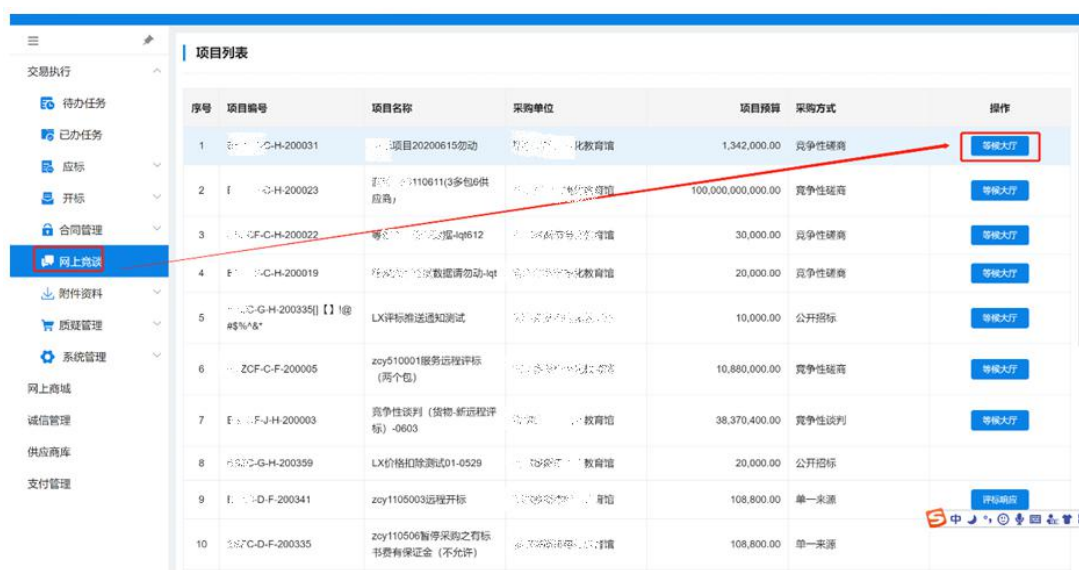 项目列表
交易执行
待办任务
已办任务
应标
开标
合同管理
网上竞谈
附件资料
质疑管理
系统管理
网上商城
诚信管理
供应商库
支付管理
序号 项目编号 项目名称 采购单位 项目预算 采购方式 操作
1 C-H-200031 项目20200615勿动 化教育馆 1,342,000.00 竞争性磋商 等候大厅
2 G-H-200023 110611(3多包6供 100,000,000,000.00 竞争性磋商 等候大厅
应商)
3 CF-C-H-200022 据-lqt612 30,000.00 竞争性磋商 等候大厅
4 C-H-200019 数据请勿动-lqt 化教育馆 20,000.00 竞争性磋商 等候大厅
5 G-H-200335[]【】!@ LX评标推送通知测试 10,000.00 公开招标 等候大厅
#$%^&*
6 ZCF-C-F-200005 zcy510001服务远程评标 10,880,000.00 竞争性磋商 等候大厅
(两个包)
7 F-J-H-200003 竞争性谈判（货物-新远程评 教育馆 38,370,400.00 竞争性谈判 等候大厅
标）-0603
8 C-G-H-200359 LX价格扣除测试01-0529 教育馆 20,000.00 公开招标
9 -D-F-200341 zcy1105003远程开标 108,800.00 单一来源 评标响应
10 C-D-F-200335 zcy110506暂停采购之有标 108,800.00 单一来源
书费有保证金（不允许）
中